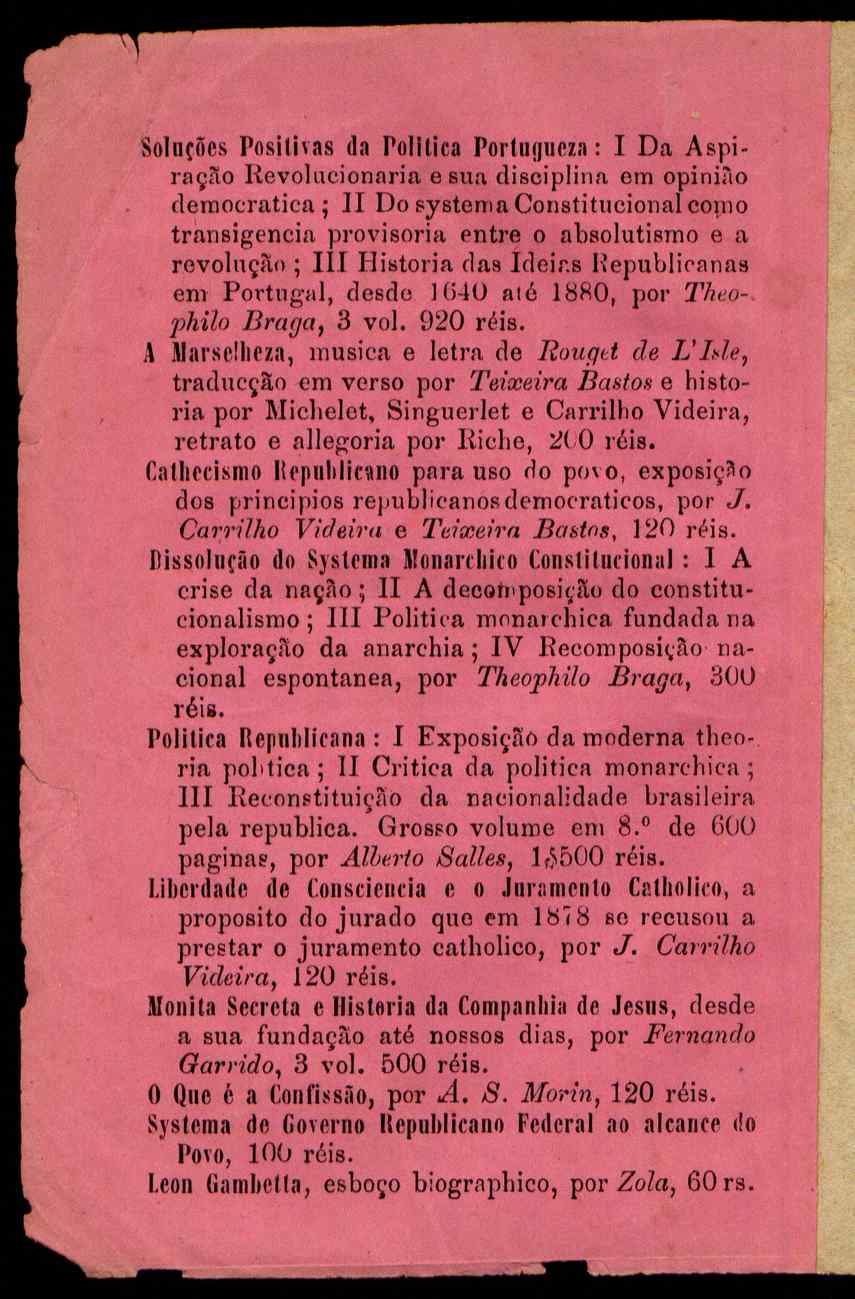 Soluções Positivas da Politica Portugueza : I Da Aspi-
ração Revolucionaria e sua disciplina em opinião
democratica ; II Do systema Constitucional como
transigencia provisoria entre o absolutismo e a
revolução ; III Historia das Ideias Republicanas
em Portugal, desde 1640 até 1880, por Theo-
philo Braga, 3 vol. 920 réis.
A Marselheza, musica e letra de Rouget de L'Isle,
traducção em verso por Teixeira Bastos e histo-
ria por Michelet, Singuerlet e Carrilho Videira,
retrato e allegoria por Riche, 200 réis.
Cathecismo Republicano para uso do povo, exposição
dos principios republicanos democraticos, por J.
Carrilho Videira e Teixeira Bastos, 120 réis.
Dissolução do Systema Monarchico Constitucional : I A
crise da nação ; II A decomposição do constitu-
cionalismo ; III Politica monarchica fundada na
exploração da anarchia ; IV Recomposição na-
cional espontanea, por Theophilo Braga, 300
réis.
Politica Republicana : I Exposição da moderna theo-
ria politica ; II Critica da politica monarchica ;
III Reconstituição da nacionalidade brasileira
pela republica. Grosso volume em 8.º de 600
paginas, por Alberto Salles, 1$500 réis.
Liberdade de Consciencia e o Juramento Catholico, a
proposito do jurado que em 1878 se recusou a
prestar o juramento catholico, por J. Carrilho
Videira, 120 réis.
Monita Secreta e Historia da Companhia de Jesus, desde
a sua fundação até nossos dias, por Fernando
Garrido, 3 vol. 500 réis.
O Que é a Confissão, por A. S. Morin, 120 réis.
Systema de Governo Republicano Federal ao alcance do
Povo, 100 réis.
Leon Gambetta, esboço biographico, por Zola, 60 rs.